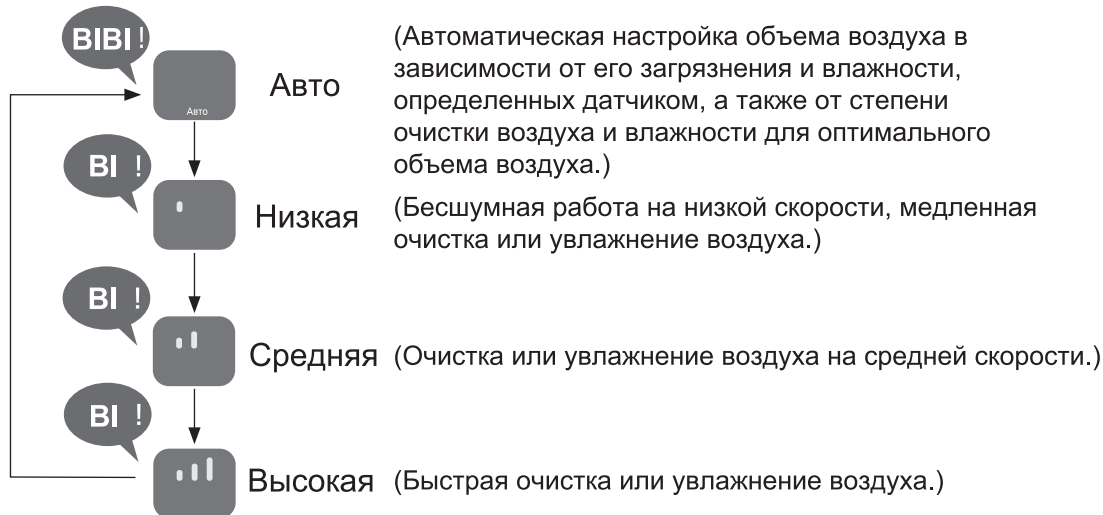 BIBI !
Авто
Авто
(Автоматическая настройка объема воздуха в
зависимости от его загрязнения и влажности,
определенных датчиком, а также от степени
очистки воздуха и влажности для оптимального
объема воздуха.)
BI !
Низкая
(Бесшумная работа на низкой скорости, медленная
очистка или увлажнение воздуха.)
BI !
Средняя
(Очистка или увлажнение воздуха на средней скорости.)
BI !
Высокая
(Быстрая очистка или увлажнение воздуха.)